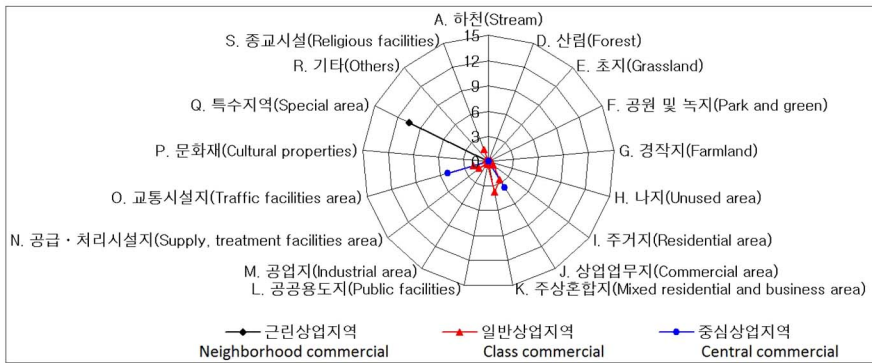 A. 하천(Stream)
S. 종교시설(Religious facilities)
D. 산림(Forest)
R. 기타(Others)
E. 초지(Grassland)
Q. 특수지역(Special area)
F. 공원 및 녹지(Park and green)
P. 문화재(Cultural properties)
G. 경작지(Farmland)
O. 교통시설지(Traffic facilities area)
H. 나지(Unused area)
N. 공급・처리시설지(Supply, treatment facilities area)
I. 주거지(Residential area)
M. 공업지(Industrial area)
J. 상업업무지(Commercial area)
L. 공공용도지(Public facilities)
K. 주상혼합지(Mixed residential and business area)
15
12
9
6
3
0
근린상업지역
일반상업지역
중심상업지역
Neighborhood commercial
Class commercial
Central commercial